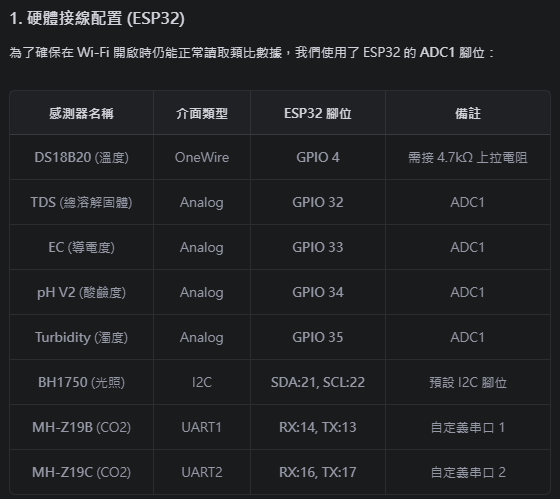 1. 硬體接線配置 (ESP32)
為了確保在 Wi-Fi 開啟時仍能正常讀取類比數據，我們使用了 ESP32 的 ADC1 腳位：
感測器名稱 介面類型 ESP32 腳位 備註
DS18B20 (溫度) OneWire GPIO 4 需接 4.7kΩ 上拉電阻
TDS (總溶解固體) Analog GPIO 32 ADC1
EC (導電度) Analog GPIO 33 ADC1
pH V2 (酸鹼度) Analog GPIO 34 ADC1
Turbidity (濁度) Analog GPIO 35 ADC1
BH1750 (光照) I2C SDA:21, SCL:22 預設 I2C 腳位
MH-Z19B (CO2) UART1 RX:14, TX:13 自定義串口 1
MH-Z19C (CO2) UART2 RX:16, TX:17 自定義串口 2